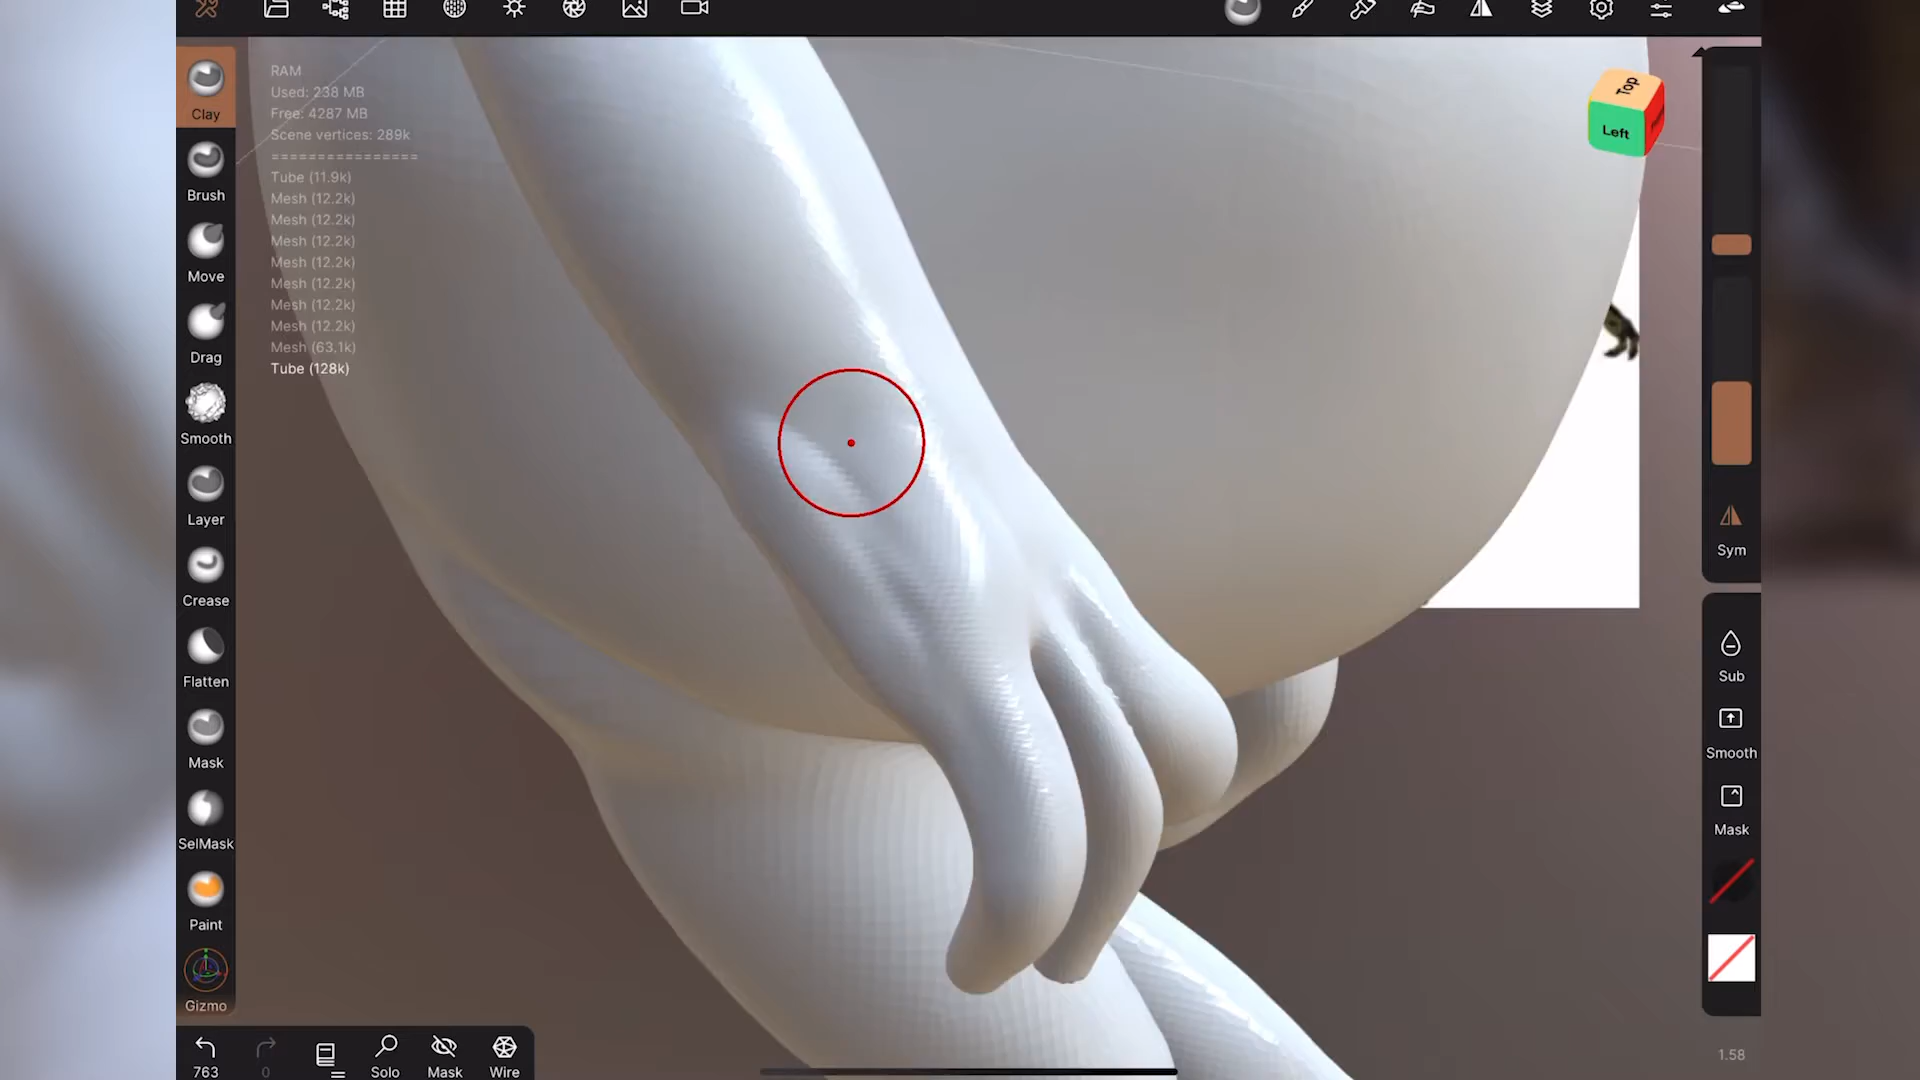 RAM
Used: 238 MB
Free: 4287 MB
Scene vertices: 289k
================
Tube (11.9k)
Mesh (12.2k)
Mesh (12.2k)
Mesh (12.2k)
Mesh (12.2k)
Mesh (12.2k)
Mesh (12.2k)
Mesh (12.2k)
Mesh (63.1k)
Tube (128k)
Clay
Brush
Move
Drag
Smooth
Layer
Crease
Flatten
Mask
SelMask
Paint
Gizmo
763
0
Solo
Mask
Wire
Top
Left
Sym
Sub
Smooth
Mask
1.58